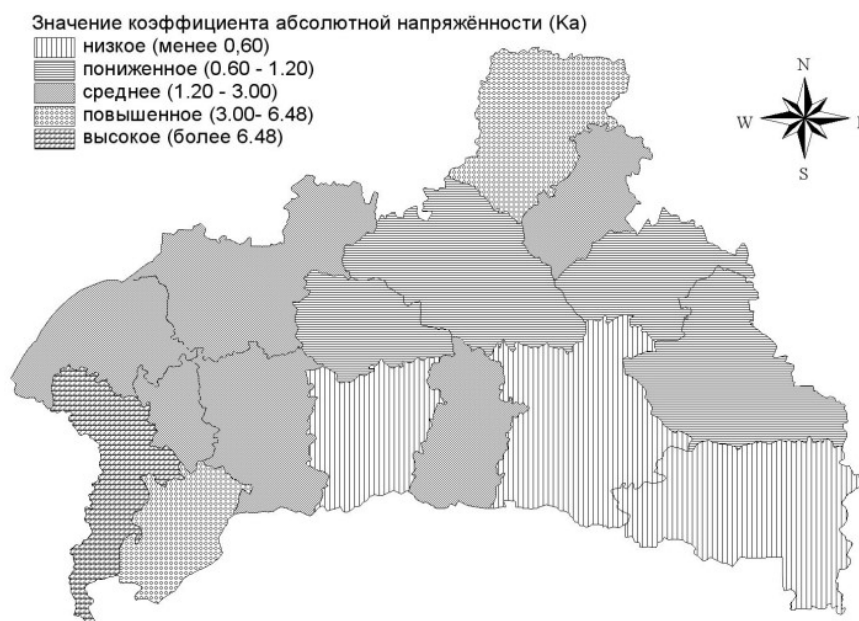 Значение коэффициента абсолютной напряжённости (Ка)
низкое (менее 0,60)
пониженное (0.60 - 1.20)
среднее (1.20 - 3.00)
повышенное (3.00- 6.48)
высокое (более 6.48)
N
W
S